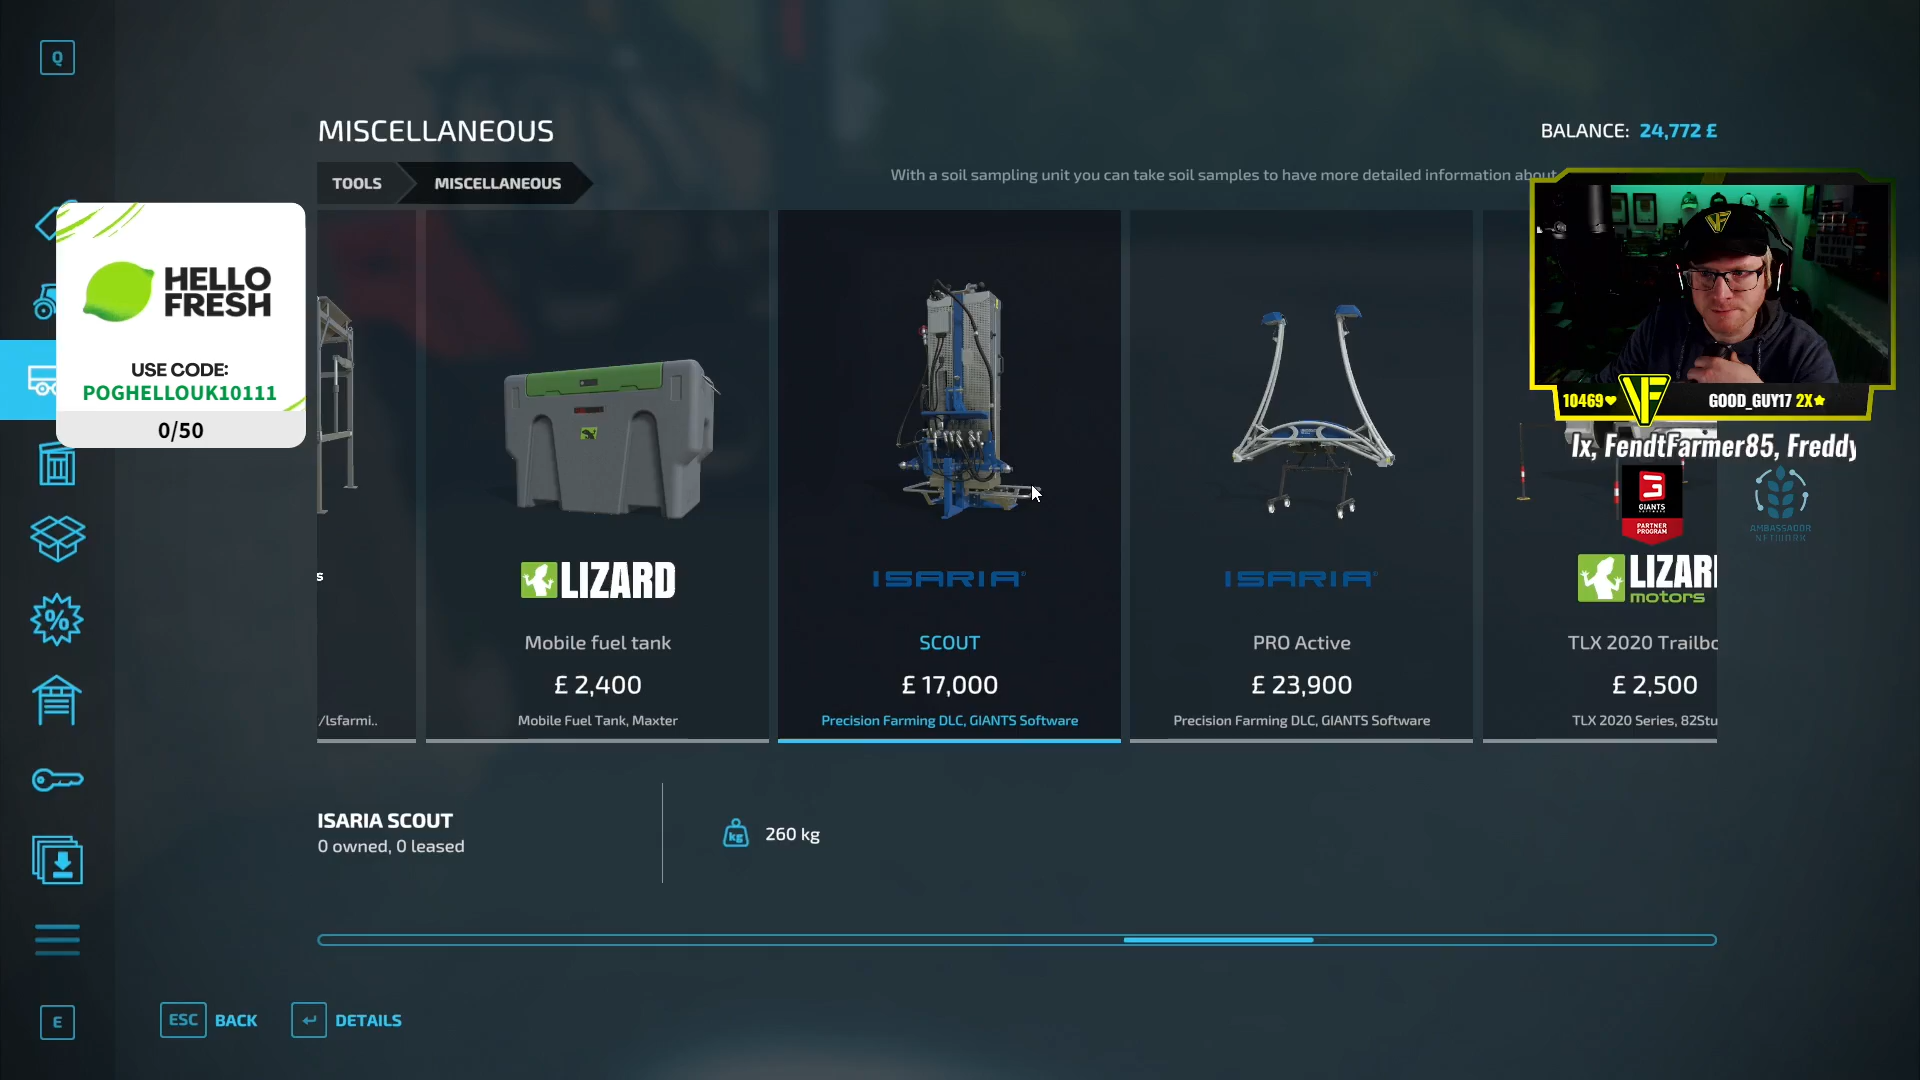 Q
MISCELLANEOUS
BALANCE: 24,772 £
TOOLS
MISCELLANEOUS
With a soil sampling unit you can take soil samples to have more detailed information about
HELLO
FRESH
USE CODE:
POGHELLOUK10111
0/50
10469
GOOD_GUY17 2X
lx, FendtFarmer85, Freddy
GIANTS
SOFTWARE
PARTNER
PROGRAM
AMBASSADOR
NETWORK
s
/lsfarmi..
LIZARD
Mobile fuel tank
£ 2,400
Mobile Fuel Tank, Maxter
ISARIA
SCOUT
£ 17,000
Precision Farming DLC, GIANTS Software
ISARIA
PRO Active
£ 23,900
Precision Farming DLC, GIANTS Software
LIZAR
motors
TLX 2020 Trailbo
£ 2,500
TLX 2020 Series, 82Stu
ISARIA SCOUT
0 owned, 0 leased
kg
260 kg
E
ESC BACK
DETAILS